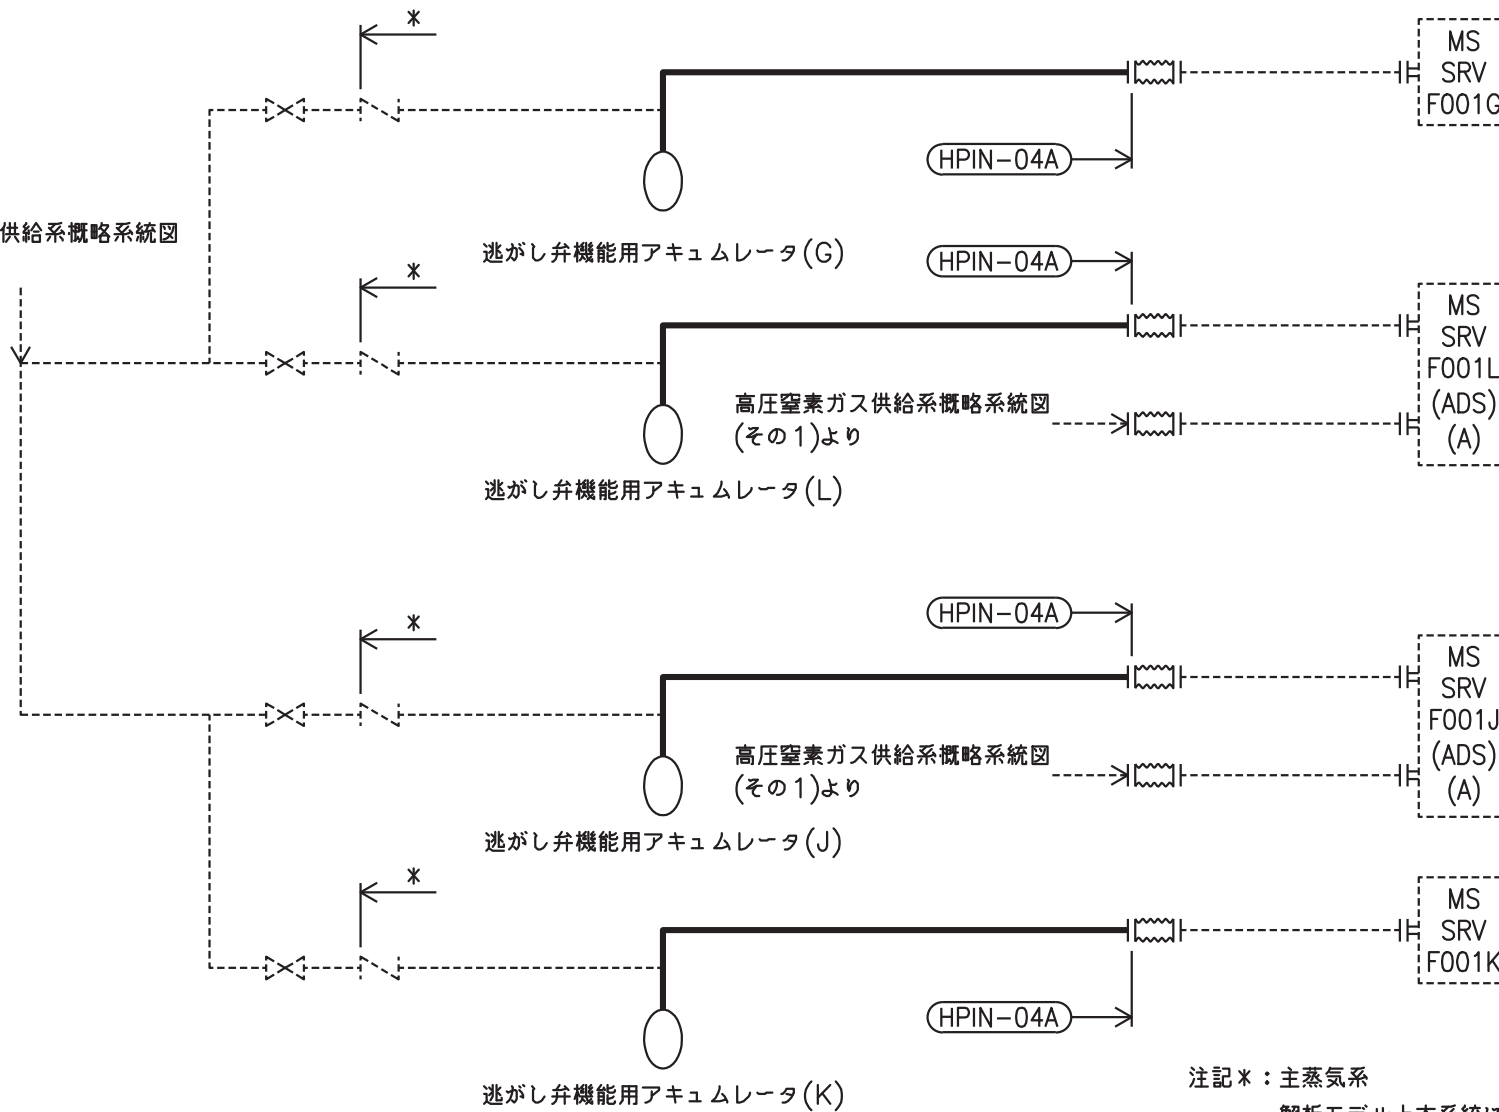 *
MS
SRV
F001G
HPIN-04A
供給系概略系統図
逃がし弁機能用アキュムレータ(G)
*
HPIN-04A
MS
SRV
F001L
(ADS)
(A)
高圧窒素ガス供給系概略系統図
(その1)より
逃がし弁機能用アキュムレータ(L)
*
HPIN-04A
MS
SRV
F001J
(ADS)
(A)
高圧窒素ガス供給系概略系統図
(その1)より
逃がし弁機能用アキュムレータ(J)
*
MS
SRV
F001K
HPIN-04A
逃がし弁機能用アキュムレータ(K)
注記*：主蒸気系